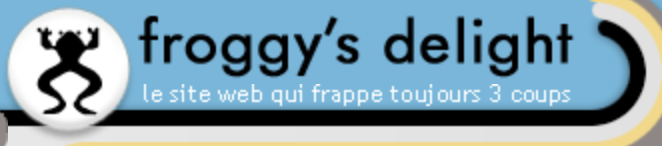 froggy's delight
le site web qui frappe toujours 3 coups